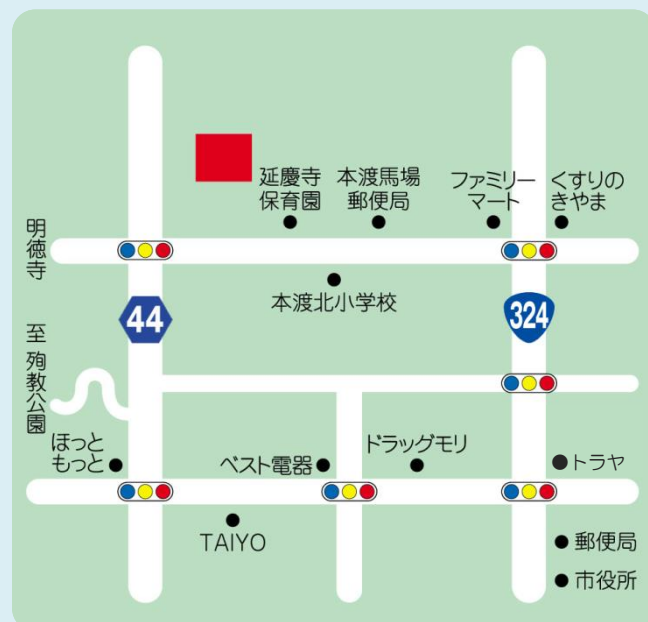 延慶寺
保育園
本渡馬場
郵便局
ファミリー
マート
くすりの
きやま
明徳寺
本渡北小学校
44
324
至 殉教公園
ほっと
もっと
ベスト電器
ドラッグモリ
トラヤ
TAIYO
郵便局
市役所